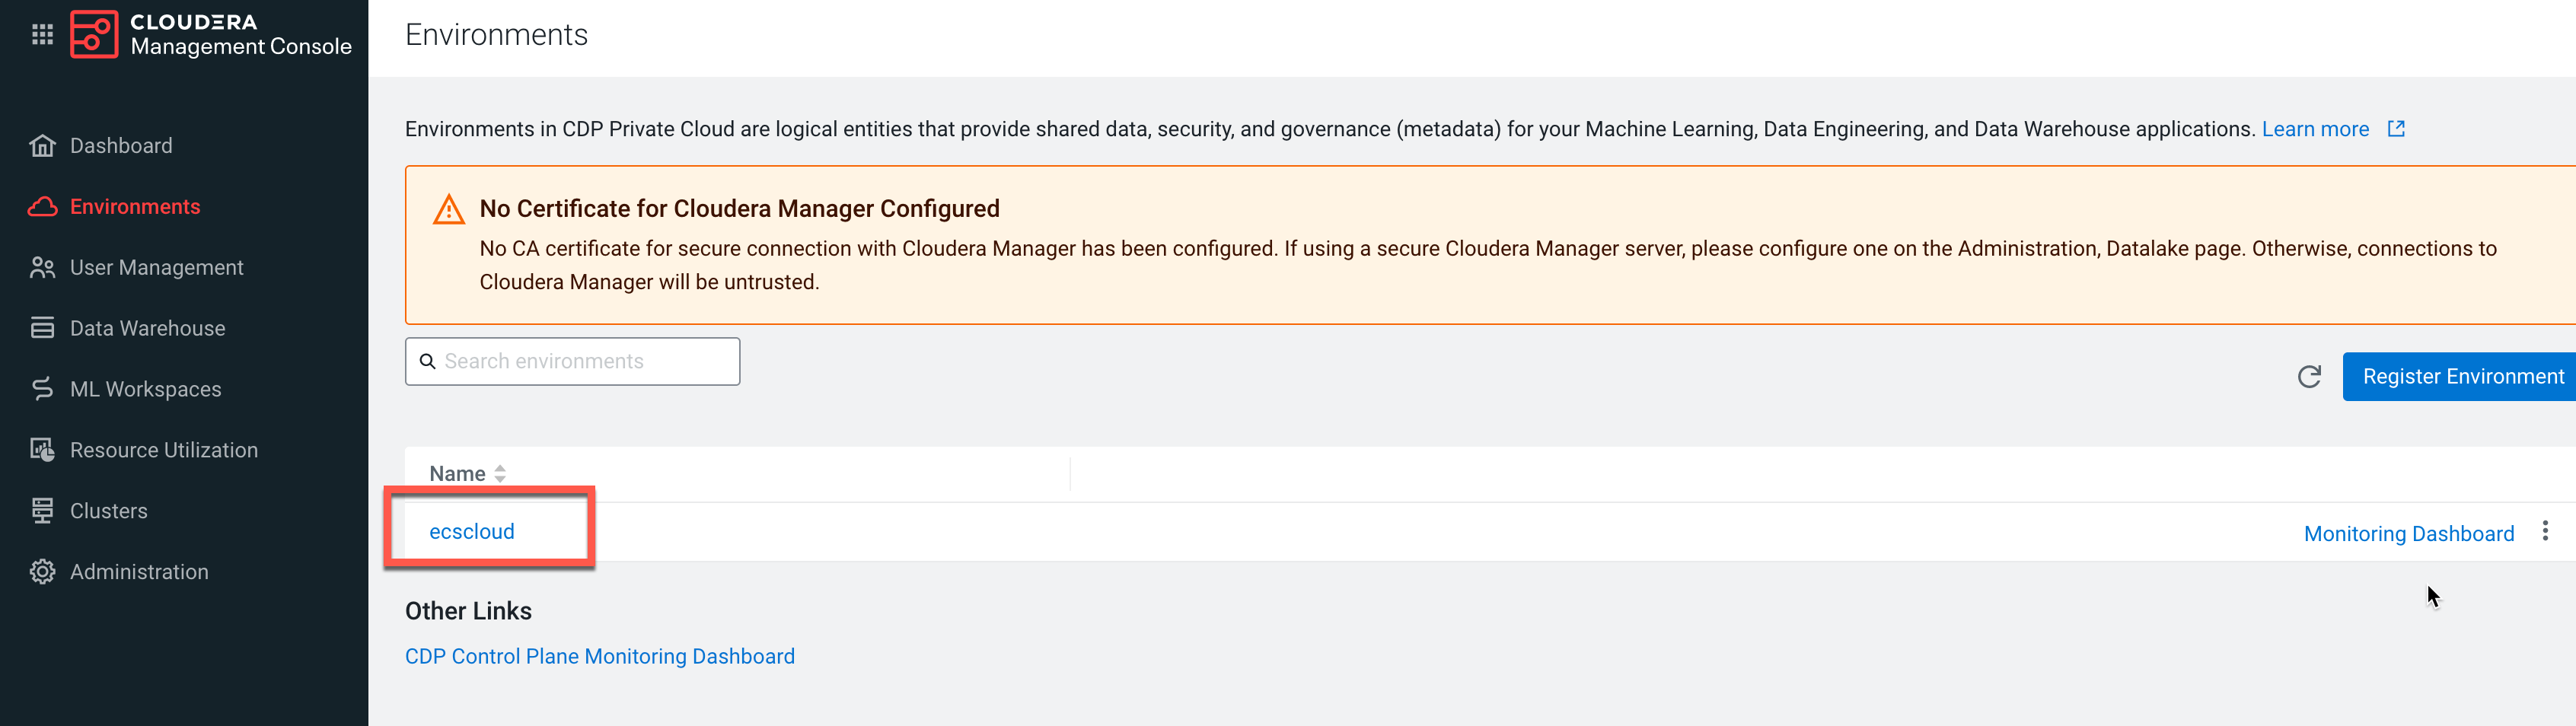 CLOUDERA
Management Console
Dashboard
Environments
User Management
Data Warehouse
ML Workspaces
Resource Utilization
Clusters
Administration
Environments
Environments in CDP Private Cloud are logical entities that provide shared data, security, and governance (metadata) for your Machine Learning, Data Engineering, and Data Warehouse applications. Learn more
No Certificate for Cloudera Manager Configured
No CA certificate for secure connection with Cloudera Manager has been configured. If using a secure Cloudera Manager server, please configure one on the Administration, Datalake page. Otherwise, connections to
Cloudera Manager will be untrusted.
Search environments
Register Environment
Name
ecscloud
Monitoring Dashboard
Other Links
CDP Control Plane Monitoring Dashboard